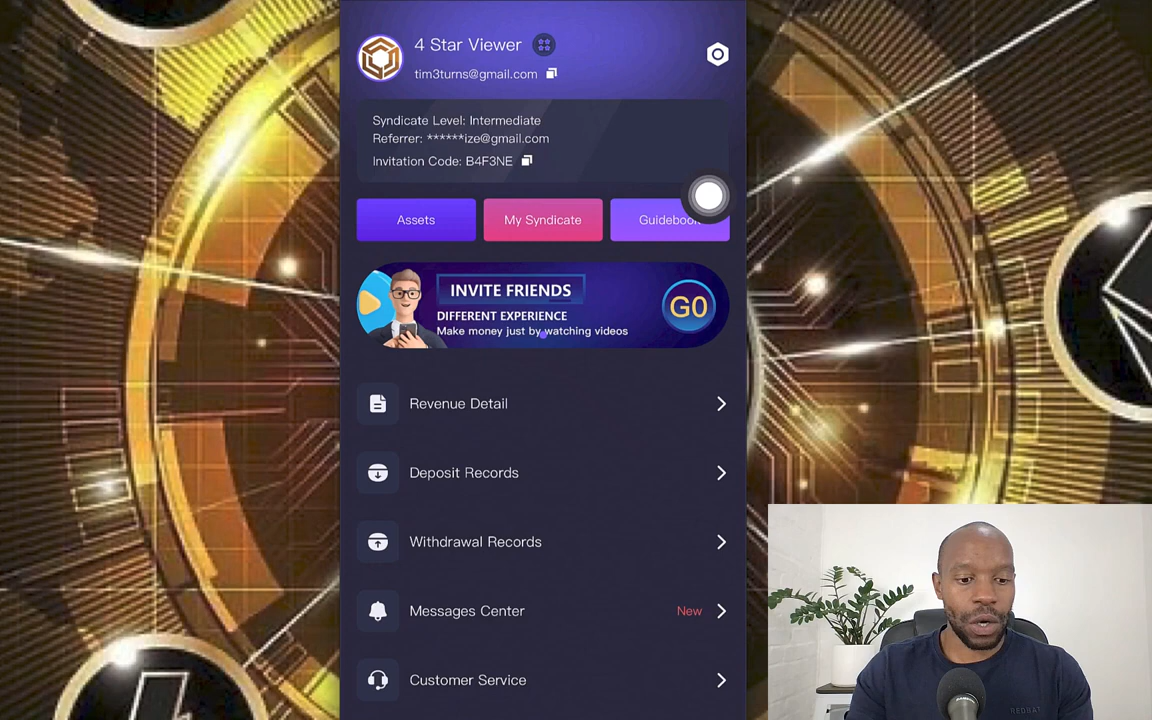 4 Star Viewer
tim3turns@gmail.com
Syndicate Level: Intermediate
Referrer: ******ize@gmail.com
Invitation Code: B4F3NE
Assets
My Syndicate
Guidebook
INVITE FRIENDS
DIFFERENT EXPERIENCE
Make money just by watching videos
GO
Revenue Detail
Deposit Records
Withdrawal Records
Messages Center
New
Customer Service